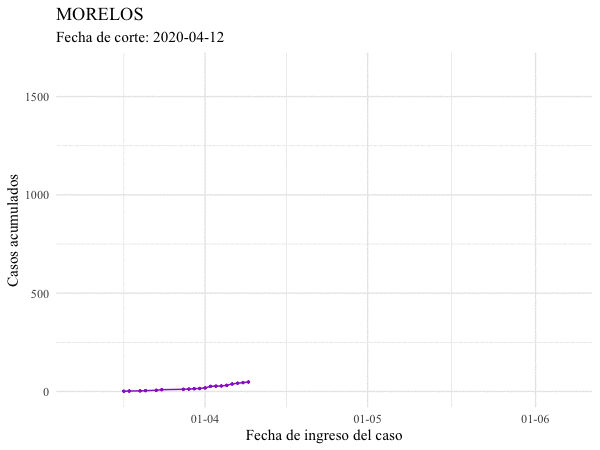 MORELOS
Fecha de corte: 2020-04-12
Casos acumulados
1500
1000
500
0
01-04
01-05
01-06
Fecha de ingreso del caso